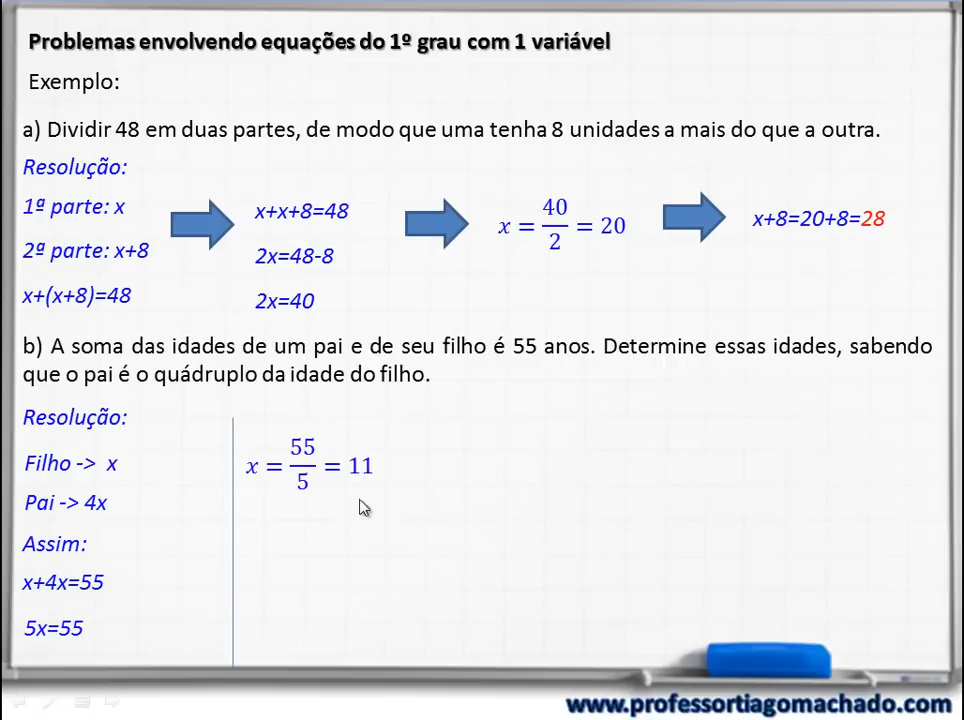 Problemas envolvendo equações do 1º grau com 1 variável
Exemplo:
a) Dividir 48 em duas partes, de modo que uma tenha 8 unidades a mais do que a outra.
Resolução:
1ª parte: x
2ª parte: x+8
x+(x+8)=48
x+x+8=48
2x=48-8
2x=40
x = 40/2 = 20
x+8=20+8=28
b) A soma das idades de um pai e de seu filho é 55 anos. Determine essas idades, sabendo
que o pai é o quádruplo da idade do filho.
Resolução:
Filho -> x
Pai -> 4x
Assim:
x+4x=55
5x=55
x = 55/5 = 11
www.professortiagomachado.com